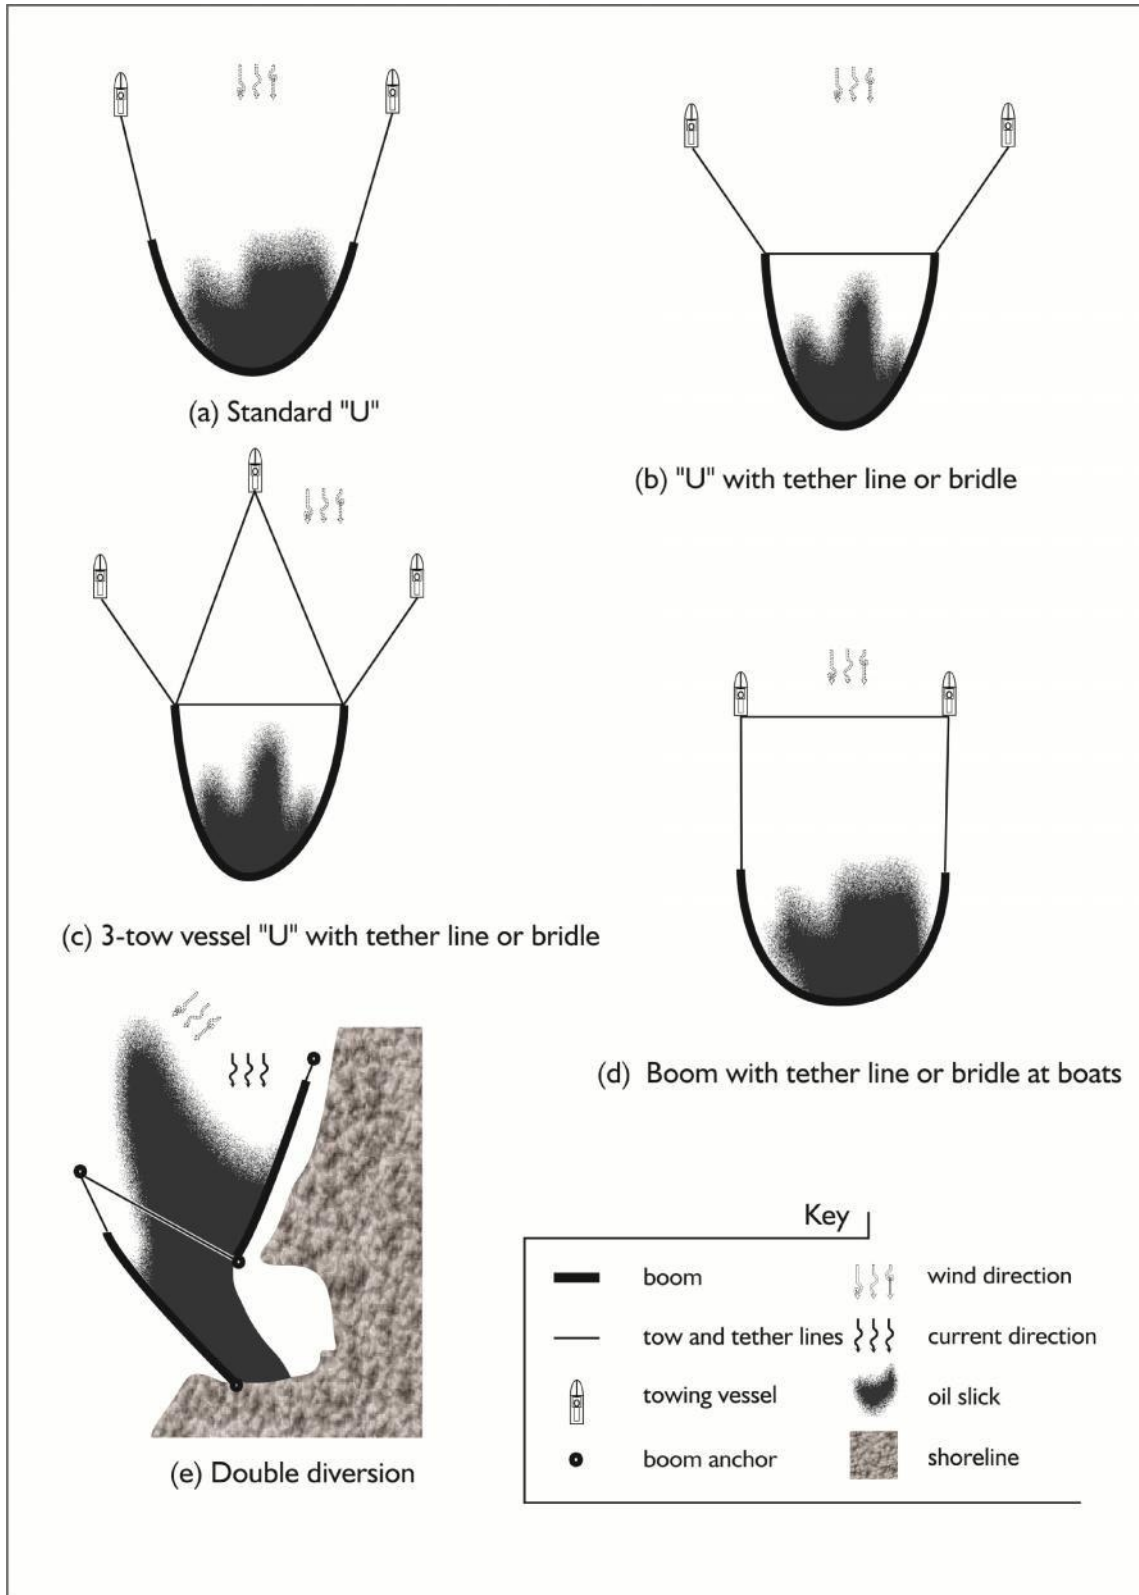 (a) Standard "U"
(b) "U" with tether line or bridle
(c) 3-tow vessel "U" with tether line or bridle
(d) Boom with tether line or bridle at boats
(e) Double diversion
Key
boom
wind direction
tow and tether lines
current direction
towing vessel
oil slick
boom anchor
shoreline